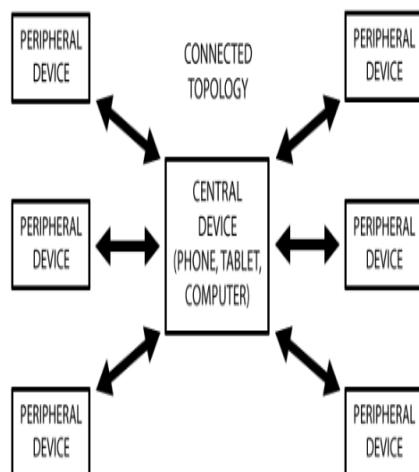 PERIPHERAL
DEVICE
CONNECTED
TOPOLOGY
PERIPHERAL
DEVICE
PERIPHERAL
DEVICE
CENTRAL
DEVICE
(PHONE, TABLET,
COMPUTER)
PERIPHERAL
DEVICE
PERIPHERAL
DEVICE
PERIPHERAL
DEVICE